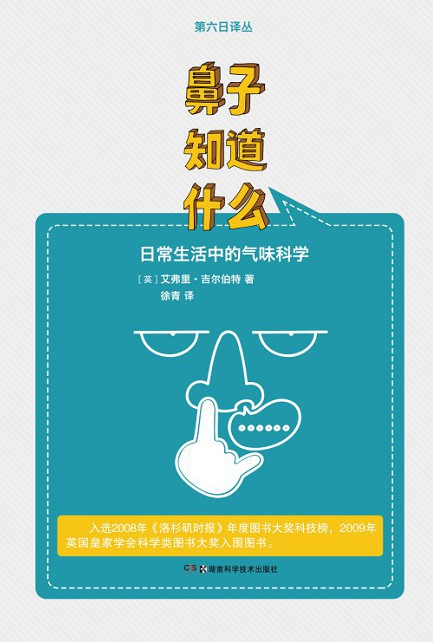 第六日译丛
鼻子
知道
什么
日常生活中的气味科学
［英］艾弗里·吉尔伯特 著
徐青 译
入选2008年《洛杉矶时报》年度图书大奖科技榜，2009年
英国皇家学会科学类图书大奖入围图书。
CS 湖南科学技术出版社